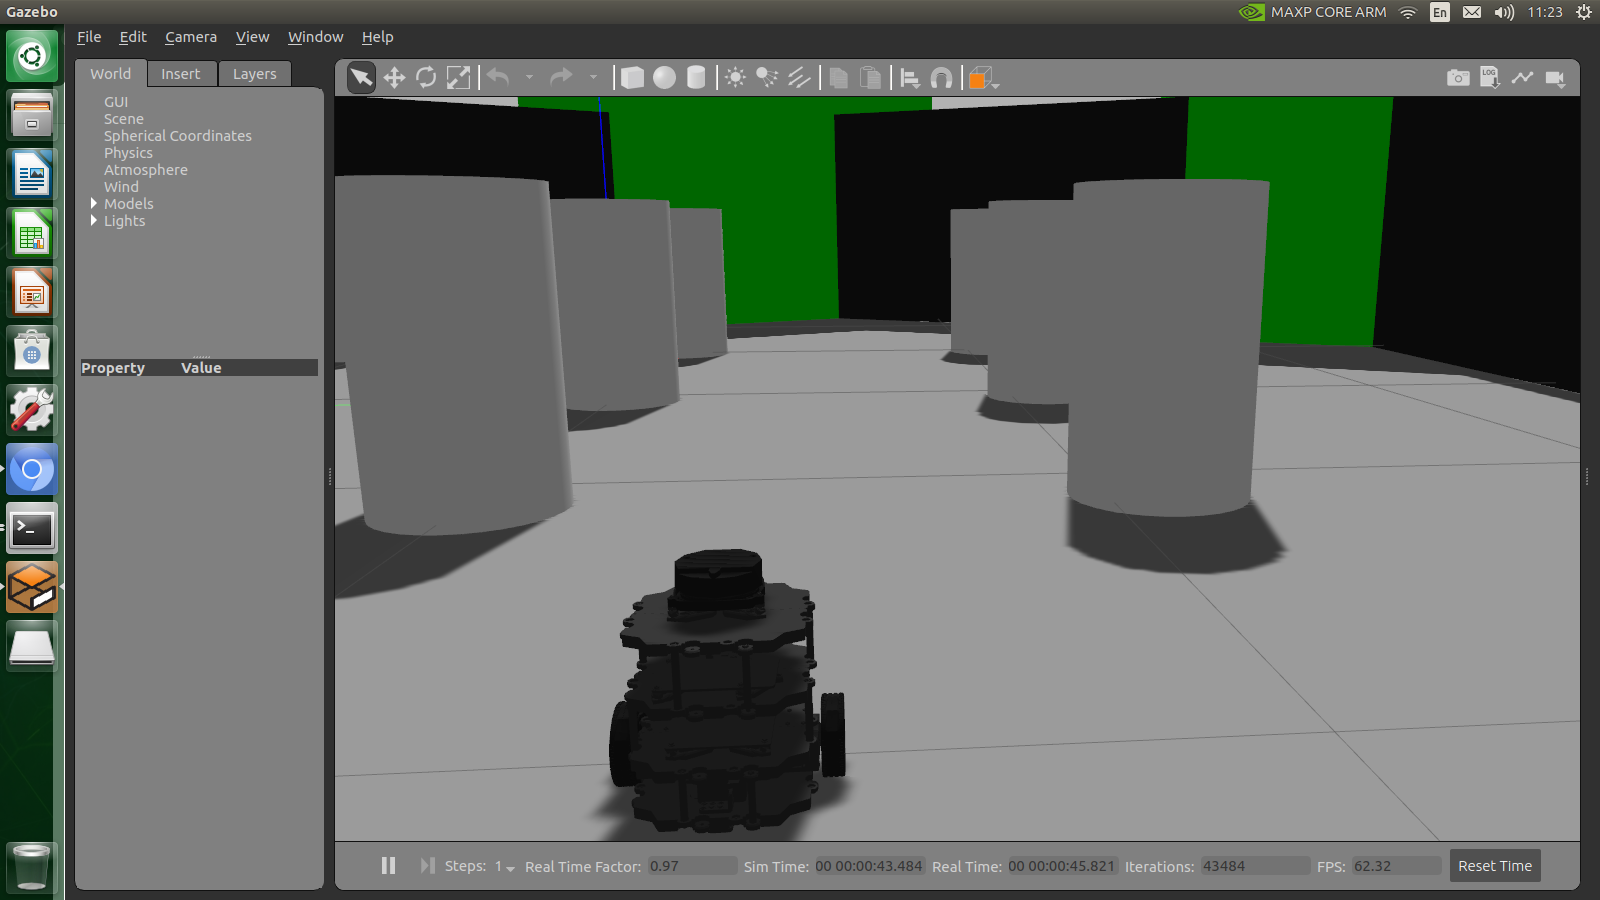 Gazebo
MAXP CORE ARM En 11:23
File Edit Camera View Window Help
World Insert Layers
GUI
Scene
Spherical Coordinates
Physics
Atmosphere
Wind
Models
Lights
Property Value
LOG
Steps: 1 Real Time Factor: 0.97 Sim Time: 00 00:00:43.484 Real Time: 00 00:00:45.821 Iterations: 43484 FPS: 62.32 Reset Time